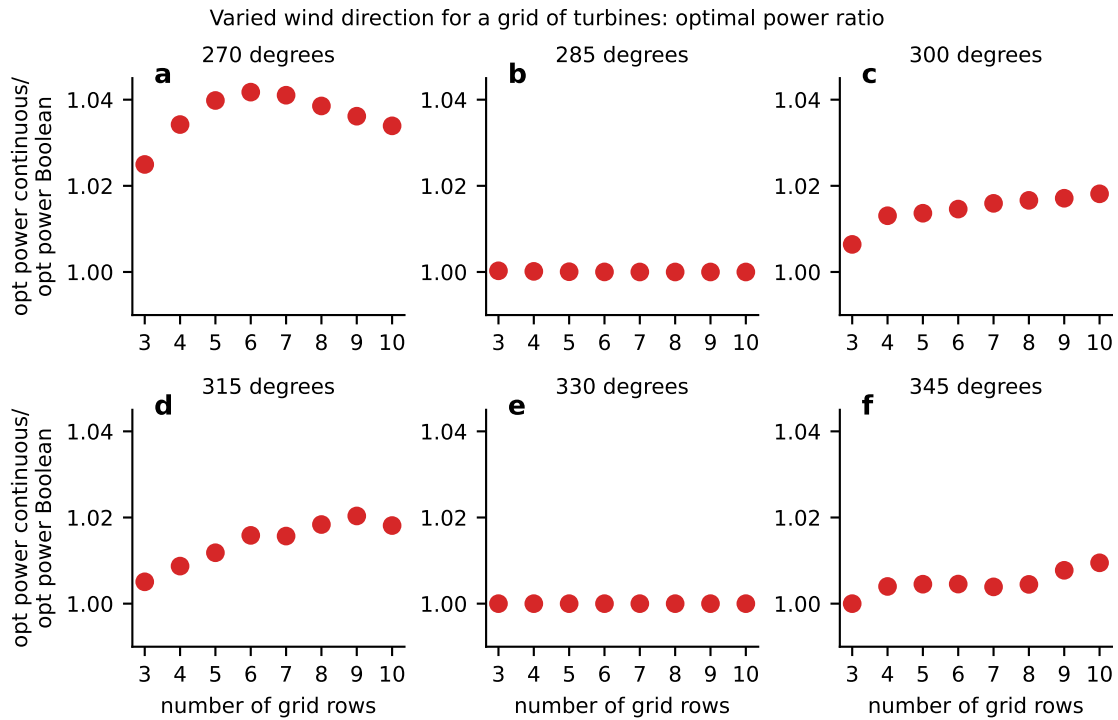 Varied wind direction for a grid of turbines: optimal power ratio
a 270 degrees
b 285 degrees
c 300 degrees
opt power continuous/
opt power Boolean
1.04
1.02
1.00
3 4 5 6 7 8 9 10
1.04
1.02
1.00
3 4 5 6 7 8 9 10
1.04
1.02
1.00
3 4 5 6 7 8 9 10
d 315 degrees
e 330 degrees
f 345 degrees
opt power continuous/
opt power Boolean
1.04
1.02
1.00
3 4 5 6 7 8 9 10
number of grid rows
1.04
1.02
1.00
3 4 5 6 7 8 9 10
number of grid rows
1.04
1.02
1.00
3 4 5 6 7 8 9 10
number of grid rows